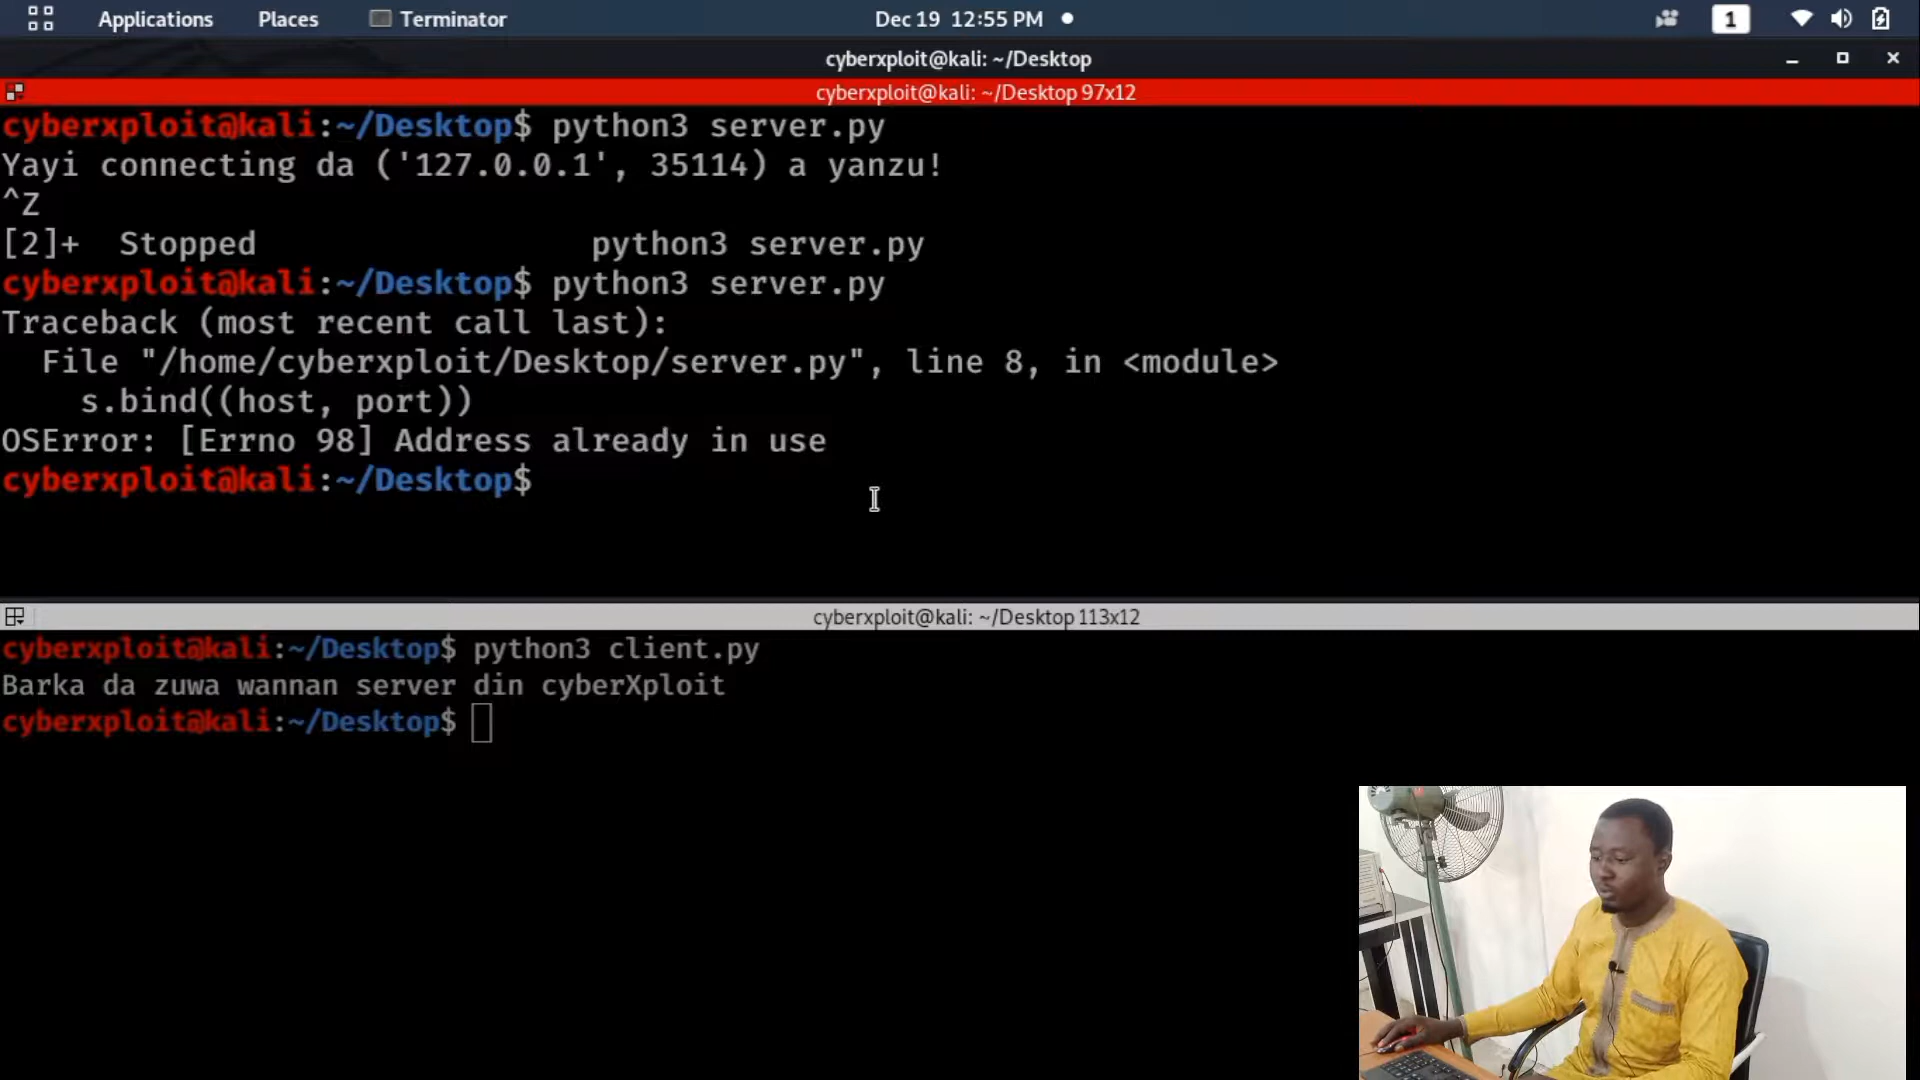 Applications Places Terminator Dec 19 12:55 PM 1
cyberxploit@kali: ~/Desktop
cyberxploit@kali: ~/Desktop 97x12
cyberxploit@kali:~/Desktop$ python3 server.py
Yayi connecting da ('127.0.0.1', 35114) a yanzu!
^Z
[2]+  Stopped                 python3 server.py
cyberxploit@kali:~/Desktop$ python3 server.py
Traceback (most recent call last):
  File "/home/cyberxploit/Desktop/server.py", line 8, in <module>
    s.bind((host, port))
OSError: [Errno 98] Address already in use
cyberxploit@kali:~/Desktop$
cyberxploit@kali: ~/Desktop 113x12
cyberxploit@kali:~/Desktop$ python3 client.py
Barka da zuwa wannan server din cyberXploit
cyberxploit@kali:~/Desktop$